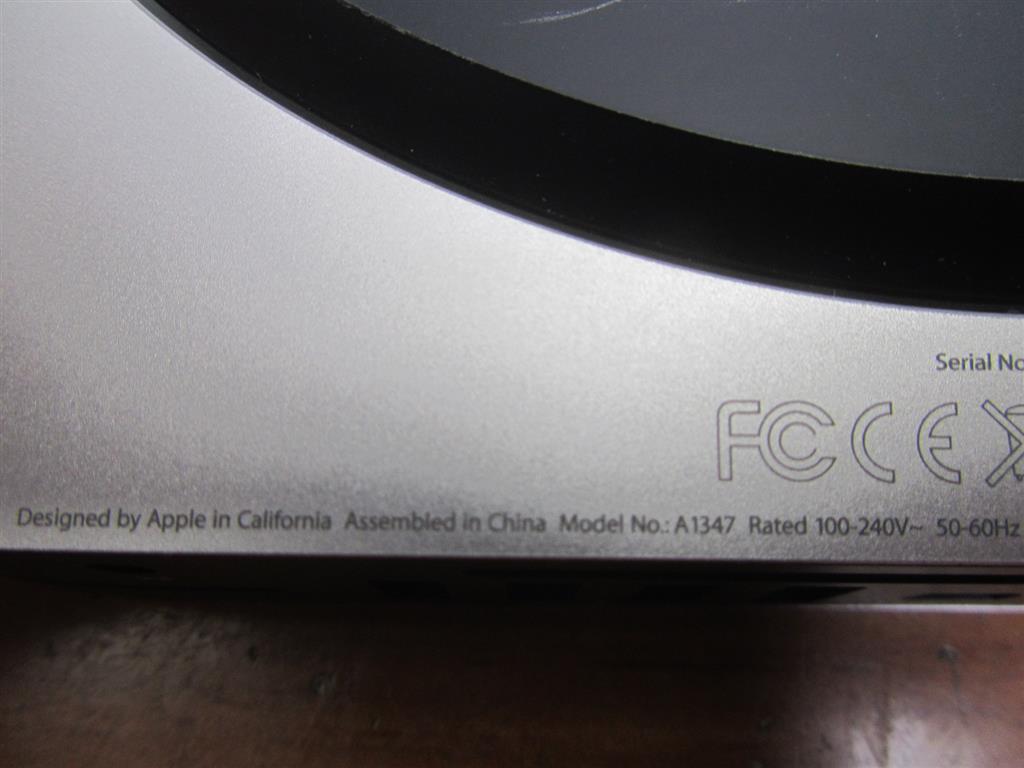 Serial No
FC CE
Designed by Apple in California Assembled in China Model No.: A1347 Rated 100-240V~ 50-60Hz